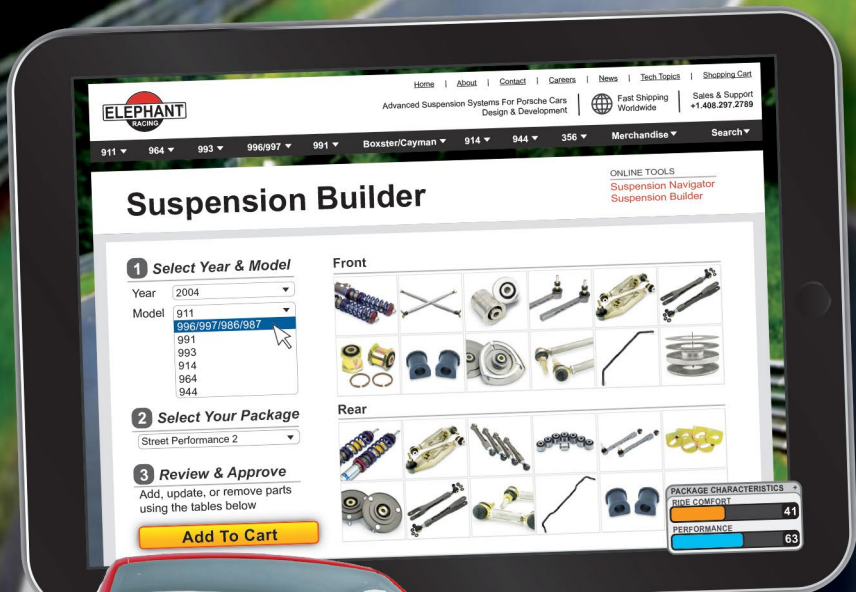 Home | About | Contact | Careers | News | Tech Topics | Shopping Cart
ELEPHANT
RACING
Advanced Suspension Systems For Porsche Cars
Design & Development
Fast Shipping
Worldwide
Sales & Support
+1.408.297.2789
911 ▼ 964 ▼ 993 ▼ 996/997 ▼ 991 ▼ Boxster/Cayman ▼ 914 ▼ 944 ▼ 356 ▼ Merchandise ▼ Search ▼
Suspension Builder
ONLINE TOOLS
Suspension Navigator
Suspension Builder
1 Select Year & Model
Year 2004
Model 911
996/997/986/987
991
993
914
964
944
2 Select Your Package
Street Performance 2
3 Review & Approve
Add, update, or remove parts
using the tables below
Add To Cart
Front
Rear
PACKAGE CHARACTERISTICS +
RIDE COMFORT
41
PERFORMANCE
63